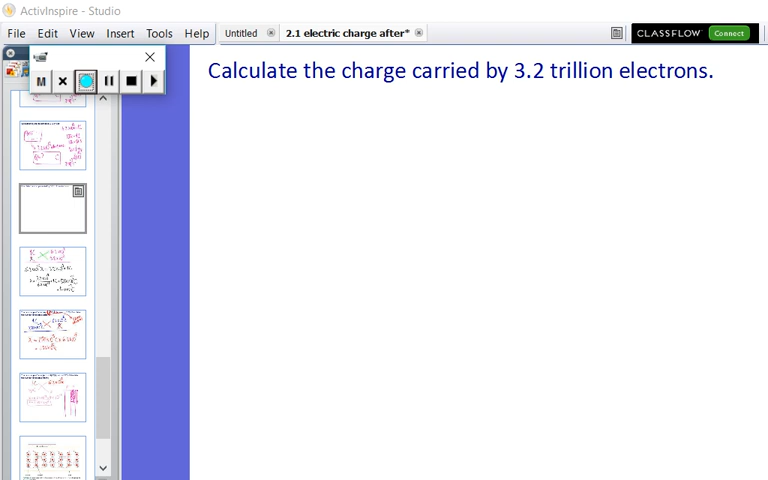 ActivInspire - Studio
File Edit View Insert Tools Help
Untitled
2.1 electric charge after*
CLASSFLOW Connect
M
Calculate the charge carried by 3.2 trillion electrons.